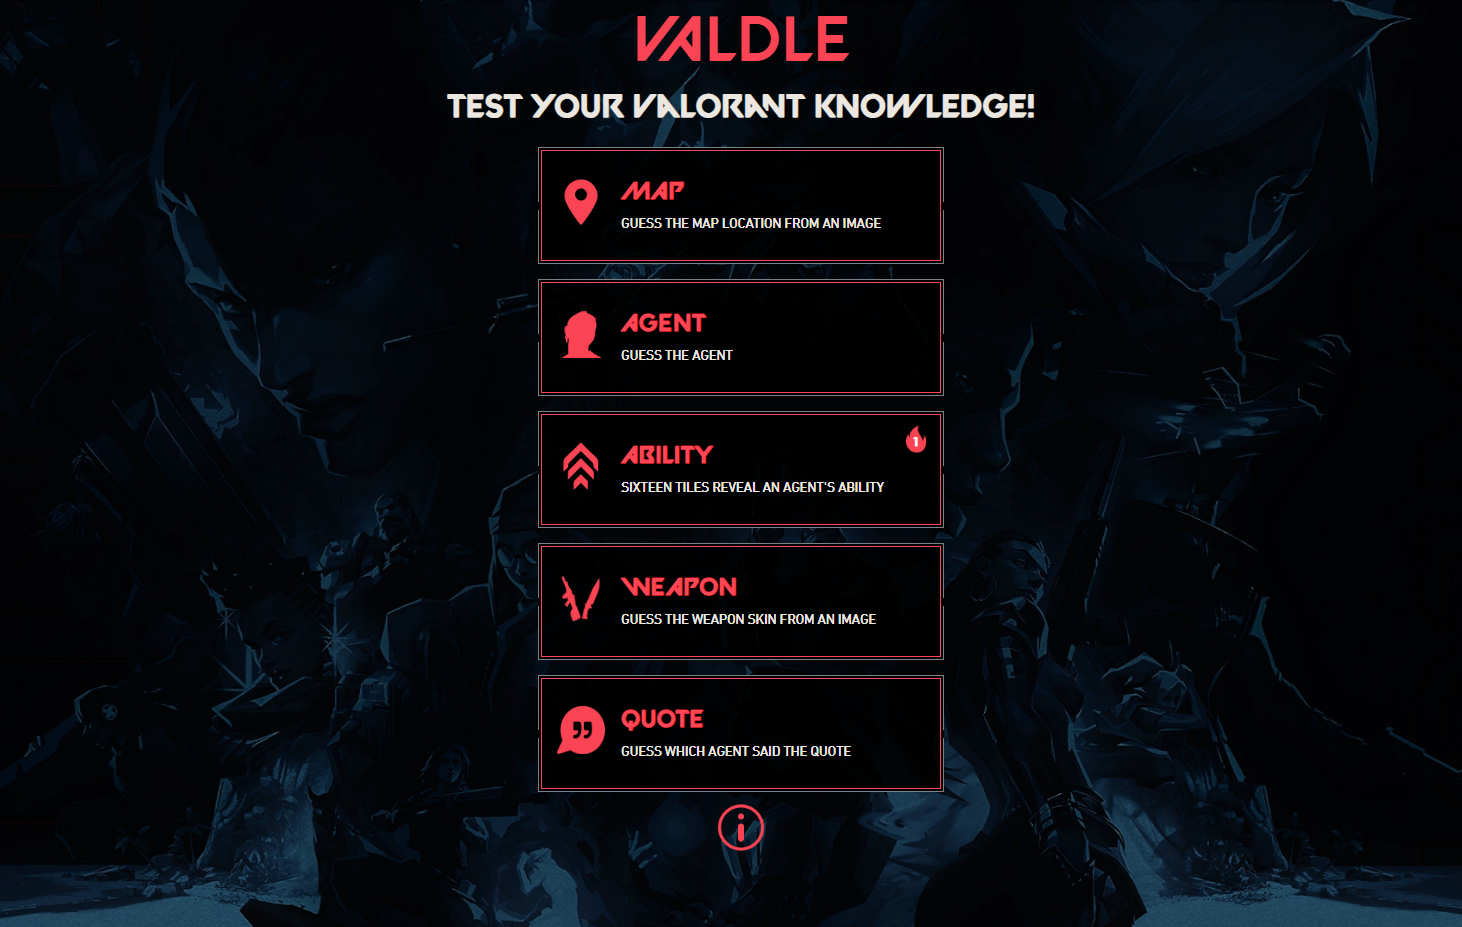 VALDLE
TEST YOUR VALORANT KNOWLEDGE!
MAP
GUESS THE MAP LOCATION FROM AN IMAGE
AGENT
GUESS THE AGENT
1
ABILITY
SIXTEEN TILES REVEAL AN AGENT'S ABILITY
WEAPON
GUESS THE WEAPON SKIN FROM AN IMAGE
QUOTE
GUESS WHICH AGENT SAID THE QUOTE